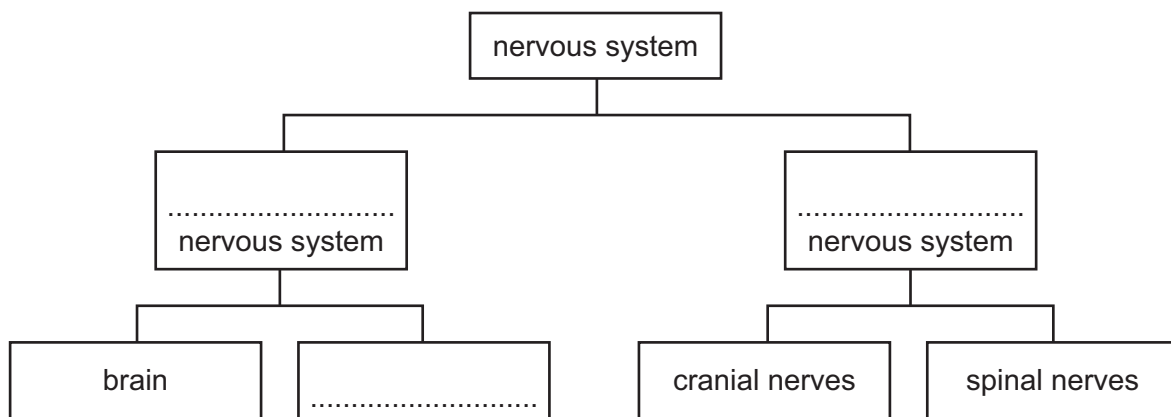 nervous system
............................
nervous system
............................
nervous system
brain
............................
cranial nerves
spinal nerves